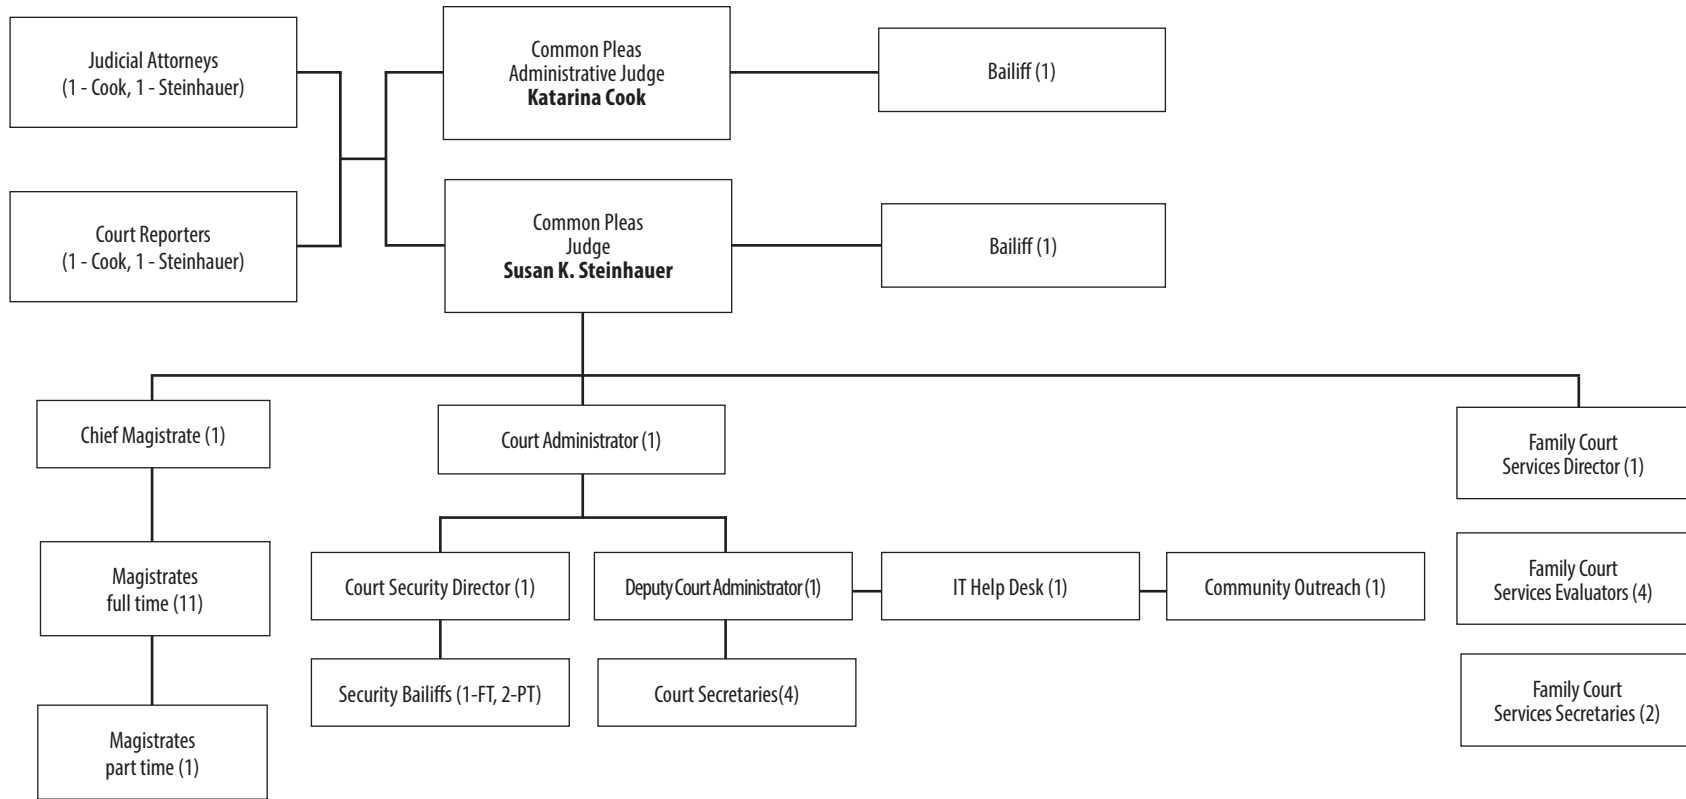 Judicial Attorneys
(1 - Cook, 1 - Steinhauer)
Common Pleas
Administrative Judge
Katarina Cook
Bailiff (1)
Court Reporters
(1 - Cook, 1 - Steinhauer)
Common Pleas
Judge
Susan K. Steinhauer
Bailiff (1)
Chief Magistrate (1)
Court Administrator (1)
Family Court
Services Director (1)
Magistrates
full time (11)
Court Security Director (1)
Deputy Court Administrator (1)
IT Help Desk (1)
Community Outreach (1)
Family Court
Services Evaluators (4)
Security Bailiffs (1-FT, 2-PT)
Court Secretaries(4)
Family Court
Services Secretaries (2)
Magistrates
part time (1)